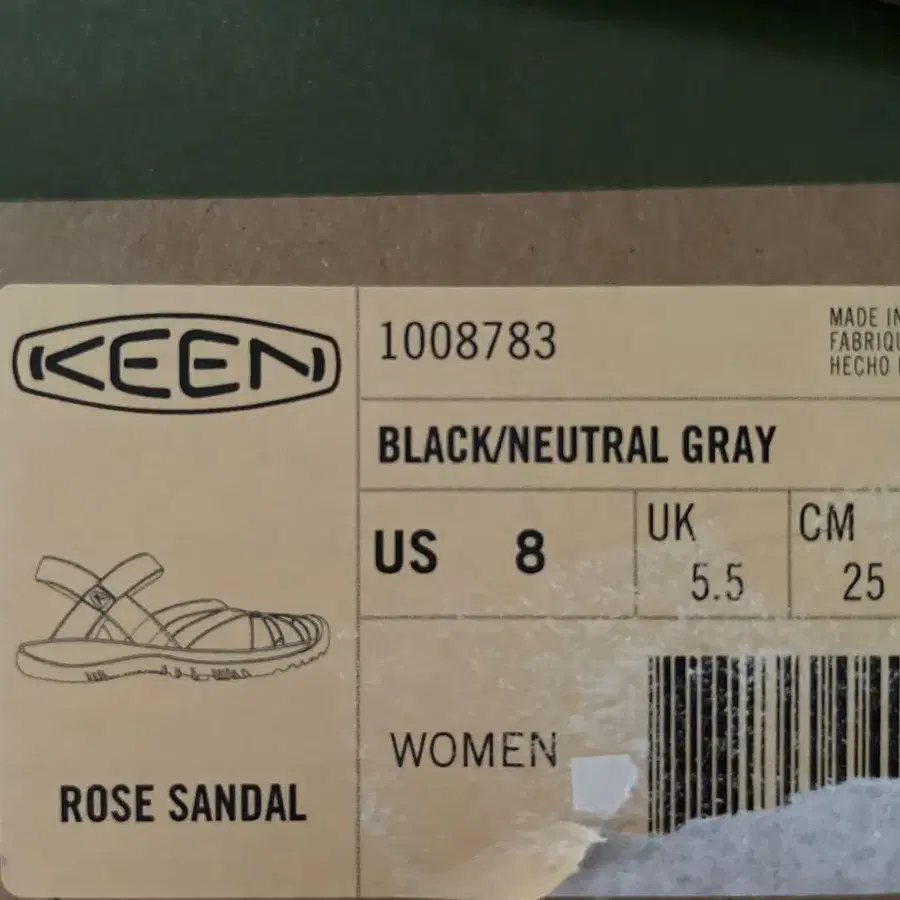 KEEN
1008783
MADE IN
FABRIQU
HECHO
BLACK/NEUTRAL GRAY
US 8
UK 5.5
CM 25
WOMEN
ROSE SANDAL